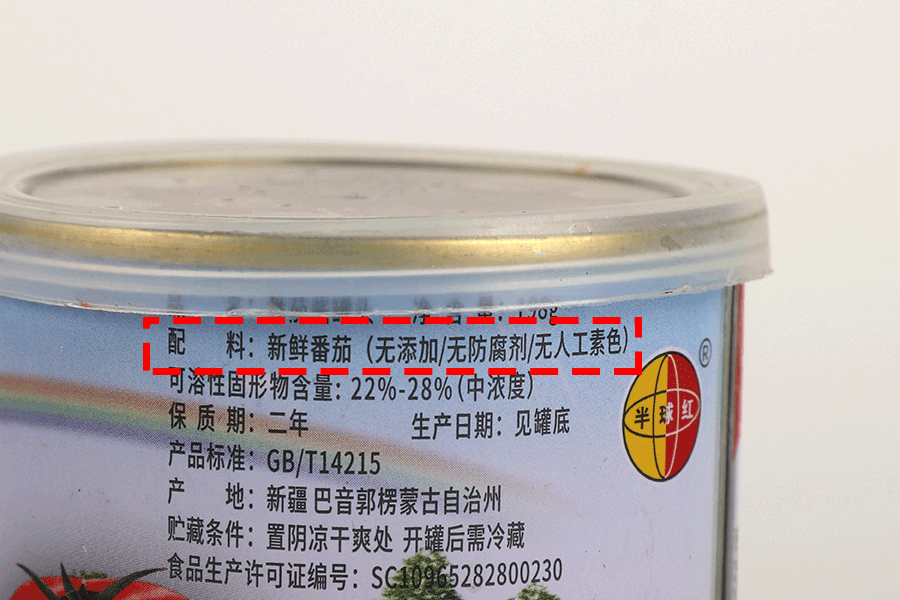 净含量：198g
配 料：新鲜番茄（无添加/无防腐剂/无人工素色）
可溶性固形物含量：22%-28%（中浓度）
保质期：二年 生产日期：见罐底
产品标准：GB/T14215
产 地：新疆 巴音郭楞蒙古自治州
贮藏条件：置阴凉干爽处 开罐后需冷藏
食品生产许可证编号：SC10965282800230
半球红
®